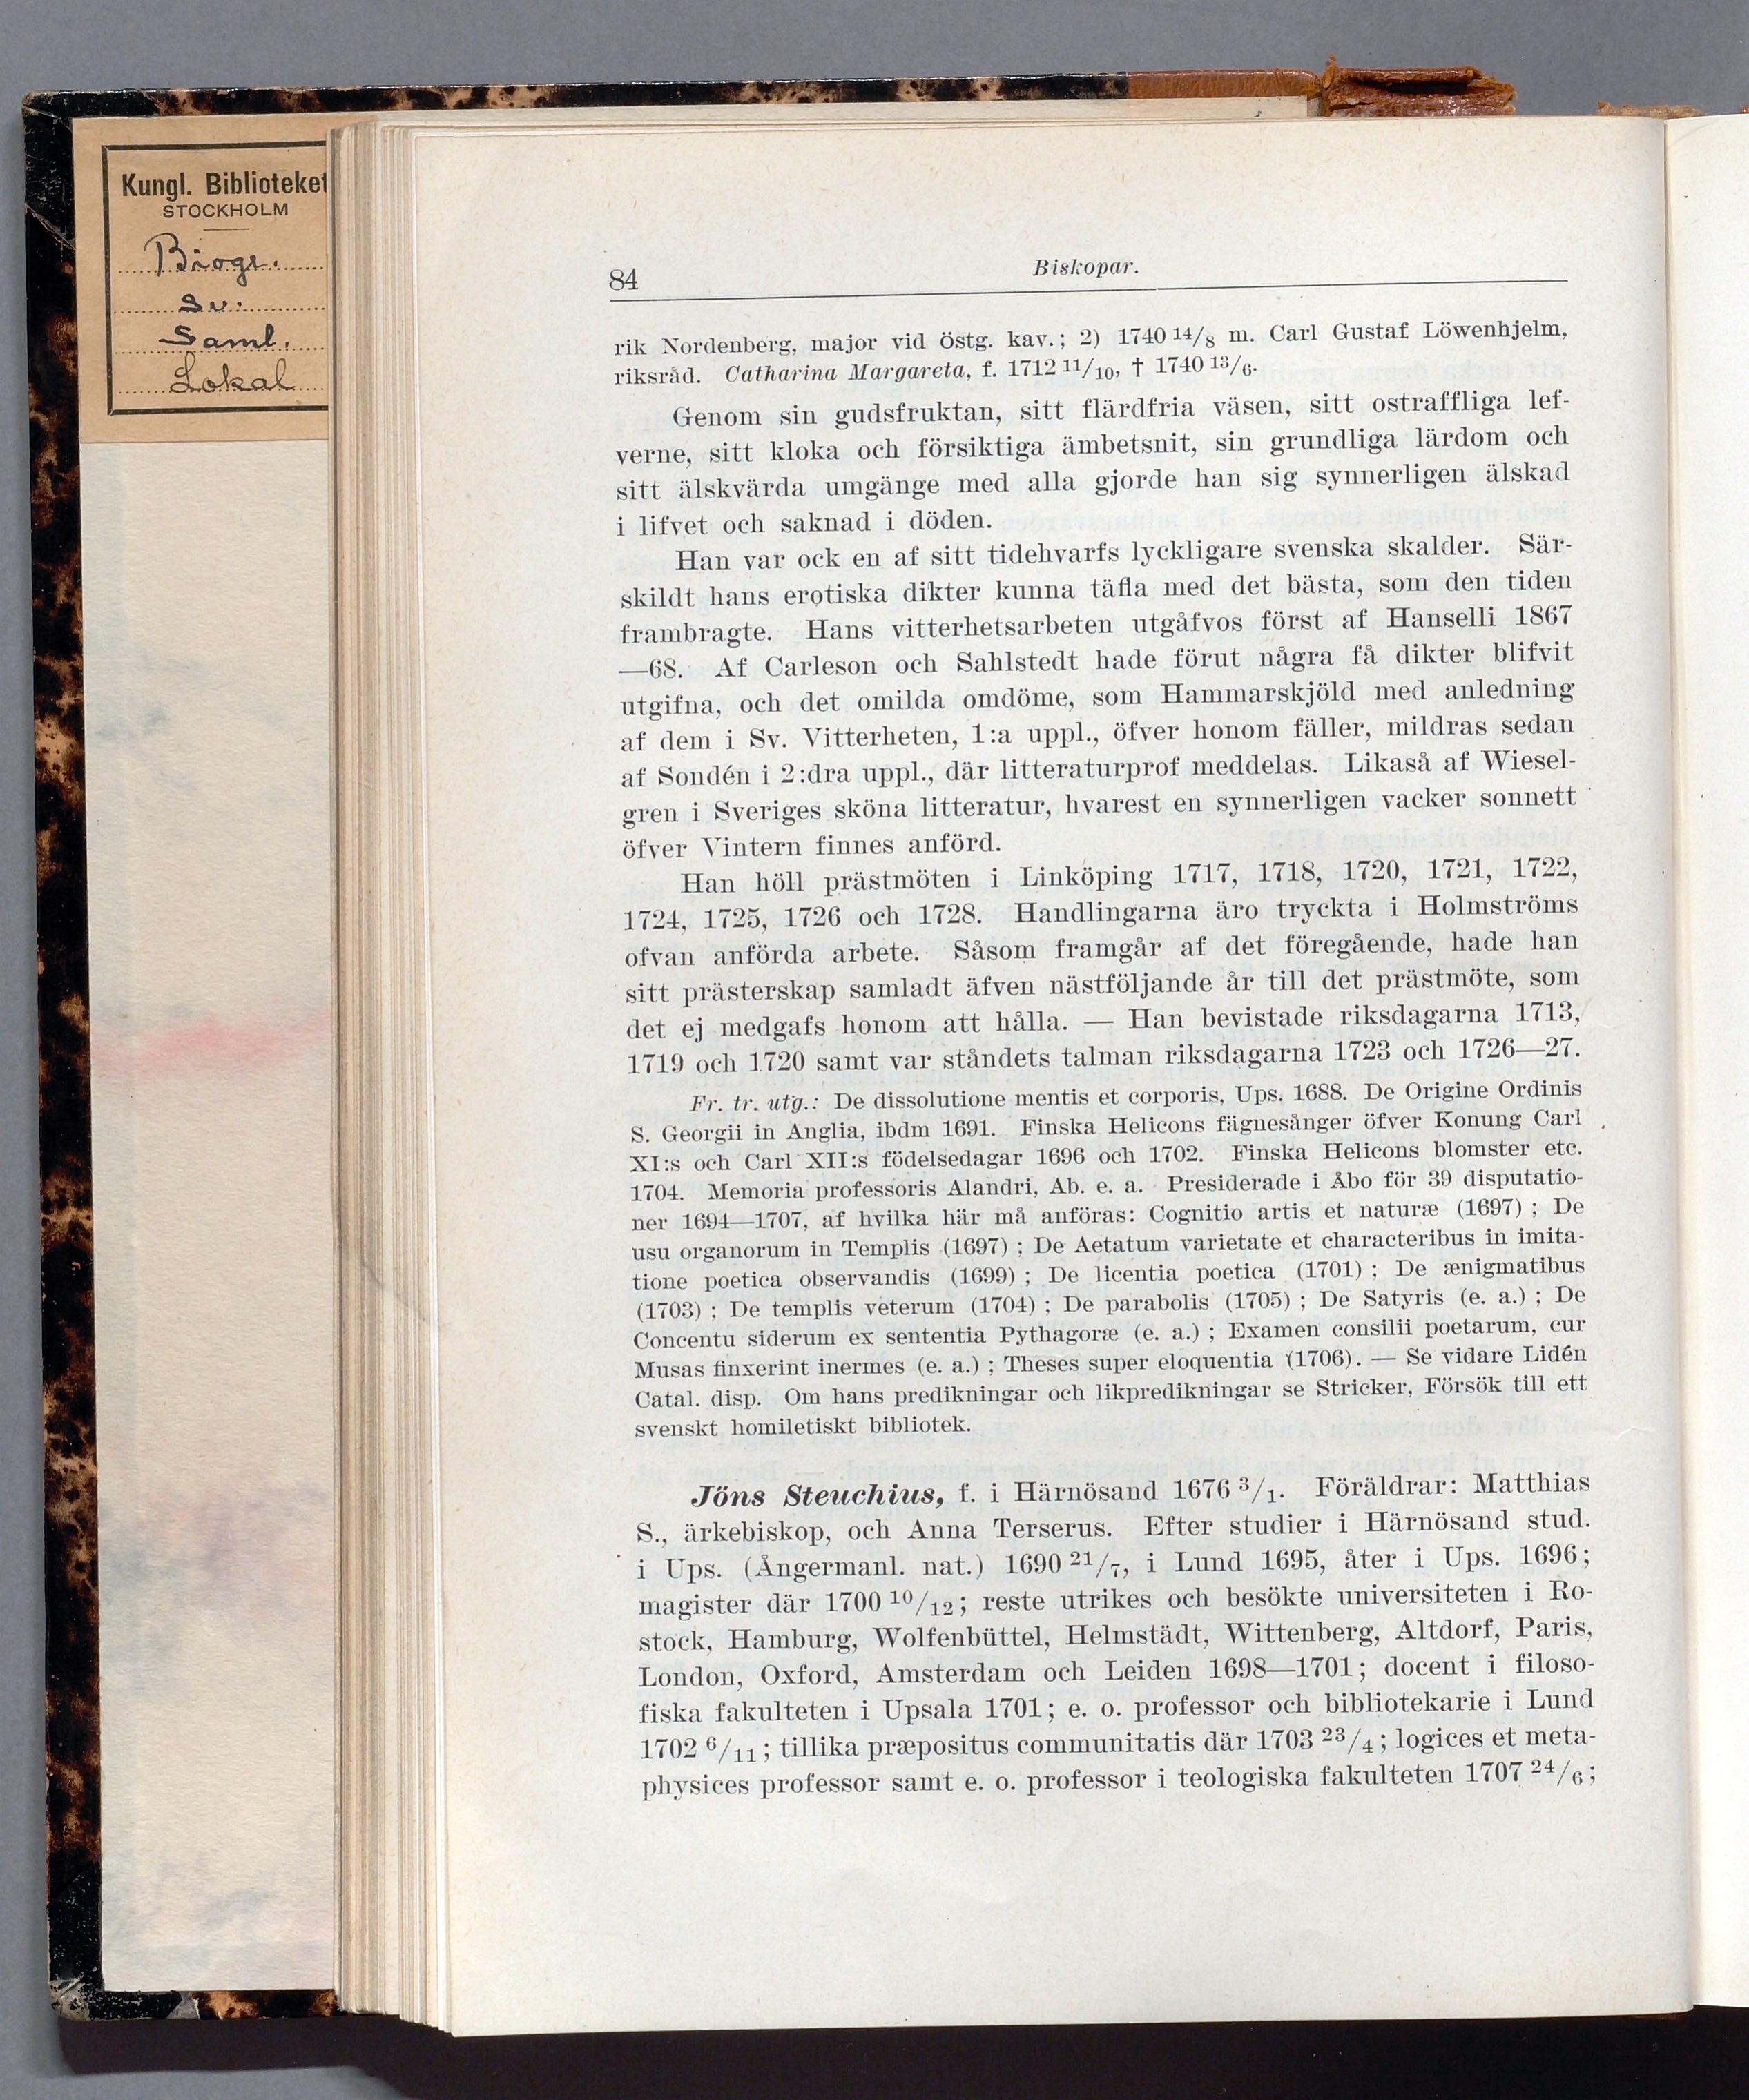 Kungl. Biblioteket
STOCKHOLM
Biogr.
Sv.
Saml.
Lokal
84
Biskopar.
rik Nordenberg, major vid östg. kav.; 2) 1740 14/8 m. Carl Gustaf Löwenhjelm,
riksråd. Catharina Margareta, f. 1712 11/10, † 1740 13/6.
Genom sin gudsfruktan, sitt flärdfria väsen, sitt ostraffliga lef-
verne, sitt kloka och försiktiga ämbetsnit, sin grundliga lärdom och
sitt älskvärda umgänge med alla gjorde han sig synnerligen älskad
i lifvet och saknad i döden.
Han var ock en af sitt tidehvarfs lyckligare svenska skalder. Sär-
skildt hans erotiska dikter kunna täfla med det bästa, som den tiden
frambragte. Hans vitterhetsarbeten utgåfvos först af Hanselli 1867
—68. Af Carleson och Sahlstedt hade förut några få dikter blifvit
utgifna, och det omilda omdöme, som Hammarskjöld med anledning
af dem i Sv. Vitterheten, 1:a uppl., öfver honom fäller, mildras sedan
af Sondén i 2:dra uppl., där litteraturprof meddelas. Likaså af Wiesel-
gren i Sveriges sköna litteratur, hvarest en synnerligen vacker sonnett
öfver Vintern finnes anförd.
Han höll prästmöten i Linköping 1717, 1718, 1720, 1721, 1722,
1724, 1725, 1726 och 1728. Handlingarna äro tryckta i Holmströms
ofvan anförda arbete. Såsom framgår af det föregående, hade han
sitt prästerskap samladt äfven nästföljande år till det prästmöte, som
det ej medgafs honom att hålla. — Han bevistade riksdagarna 1713,
1719 och 1720 samt var ståndets talman riksdagarna 1723 och 1726—27.
Fr. tr. utg.: De dissolutione mentis et corporis, Ups. 1688. De Origine Ordinis
S. Georgii in Anglia, ibdm 1691. Finska Helicons fägnesånger öfver Konung Carl
XI:s och Carl XII:s födelsedagar 1696 och 1702. Finska Helicons blomster etc.
1704. Memoria professoris Alandri, Ab. e. a. Presiderade i Åbo för 39 disputatio-
ner 1694—1707, af hvilka här må anföras: Cognitio artis et naturæ (1697) ; De
usu organorum in Templis (1697) ; De Aetatum varietate et characteribus in imita-
tione poetica observandis (1699) ; De licentia poetica (1701) ; De ænigmatibus
(1703) ; De templis veterum (1704) ; De parabolis (1705) ; De Satyris (e. a.) ; De
Concentu siderum ex sententia Pythagoræ (e. a.) ; Examen consilii poetarum, cur
Musas finxerint inermes (e. a.) ; Theses super eloquentia (1706). — Se vidare Lidén
Catal. disp. Om hans predikningar och likpredikningar se Stricker, Försök till ett
svenskt homiletiskt bibliotek.
Jöns Steuchius, f. i Härnösand 1676 3/1. Föräldrar: Matthias
S., ärkebiskop, och Anna Terserus. Efter studier i Härnösand stud.
i Ups. (Ångermanl. nat.) 1690 21/7, i Lund 1695, åter i Ups. 1696;
magister där 1700 10/12; reste utrikes och besökte universiteten i Ro-
stock, Hamburg, Wolfenbüttel, Helmstädt, Wittenberg, Altdorf, Paris,
London, Oxford, Amsterdam och Leiden 1698—1701; docent i filoso-
fiska fakulteten i Upsala 1701; e. o. professor och bibliotekarie i Lund
1702 6/11; tillika præpositus communitatis där 1703 23/4; logices et meta-
physices professor samt e. o. professor i teologiska fakulteten 1707 24/6;